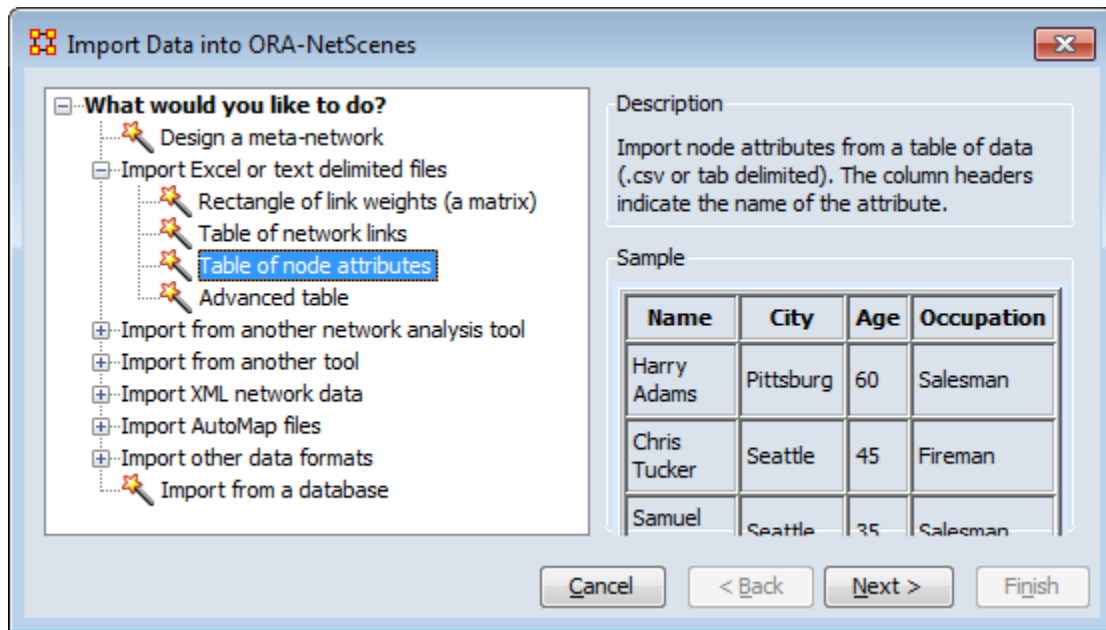 Import Data into ORA-NetScenes
What would you like to do?
Design a meta-network
Import Excel or text delimited files
Rectangle of link weights (a matrix)
Table of network links
Table of node attributes
Advanced table
Import from another network analysis tool
Import from another tool
Import XML network data
Import AutoMap files
Import other data formats
Import from a database
Description
Import node attributes from a table of data
(.csv or tab delimited). The column headers
indicate the name of the attribute.
Sample
Name City Age Occupation
Harry
Adams Pittsburg 60 Salesman
Chris
Tucker Seattle 45 Fireman
Samuel
Seattle 35 Salesman
Cancel < Back Next > Finish